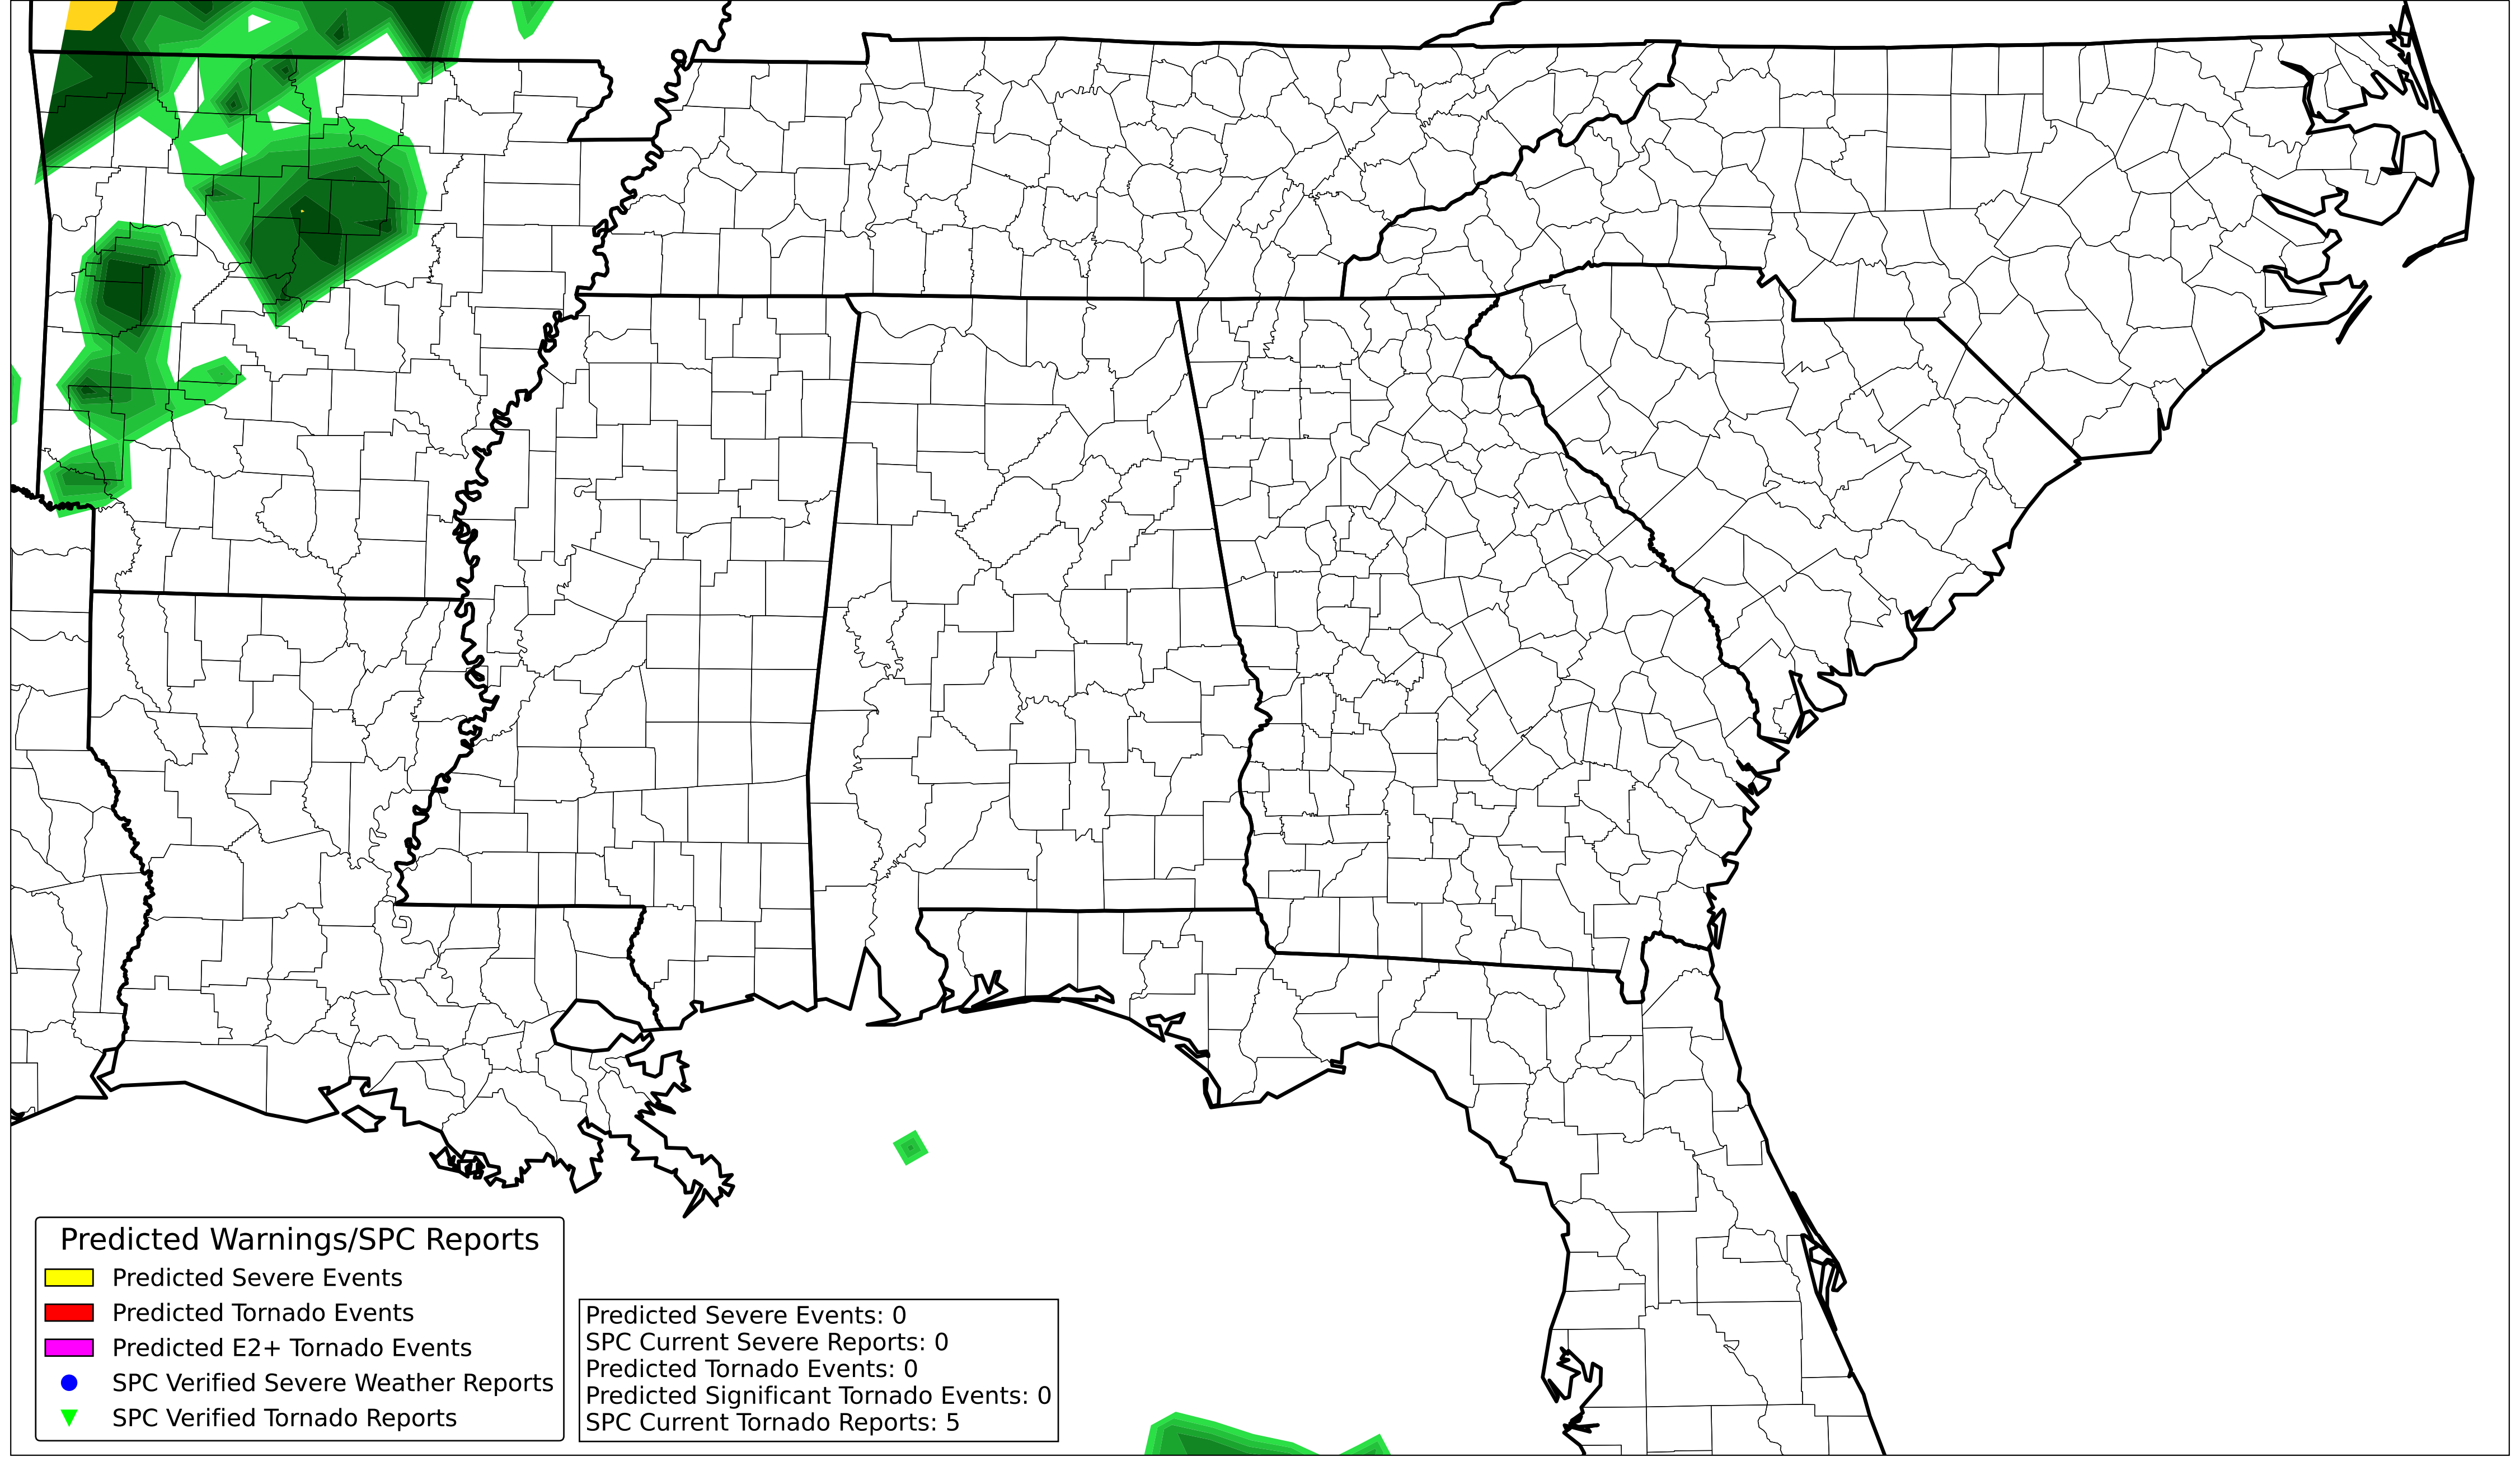 Predicted Warnings/SPC Reports
Predicted Severe Events
Predicted Tornado Events
Predicted E2+ Tornado Events
SPC Verified Severe Weather Reports
SPC Verified Tornado Reports
Predicted Severe Events: 0
SPC Current Severe Reports: 0
Predicted Tornado Events: 0
Predicted Significant Tornado Events: 0
SPC Current Tornado Reports: 5